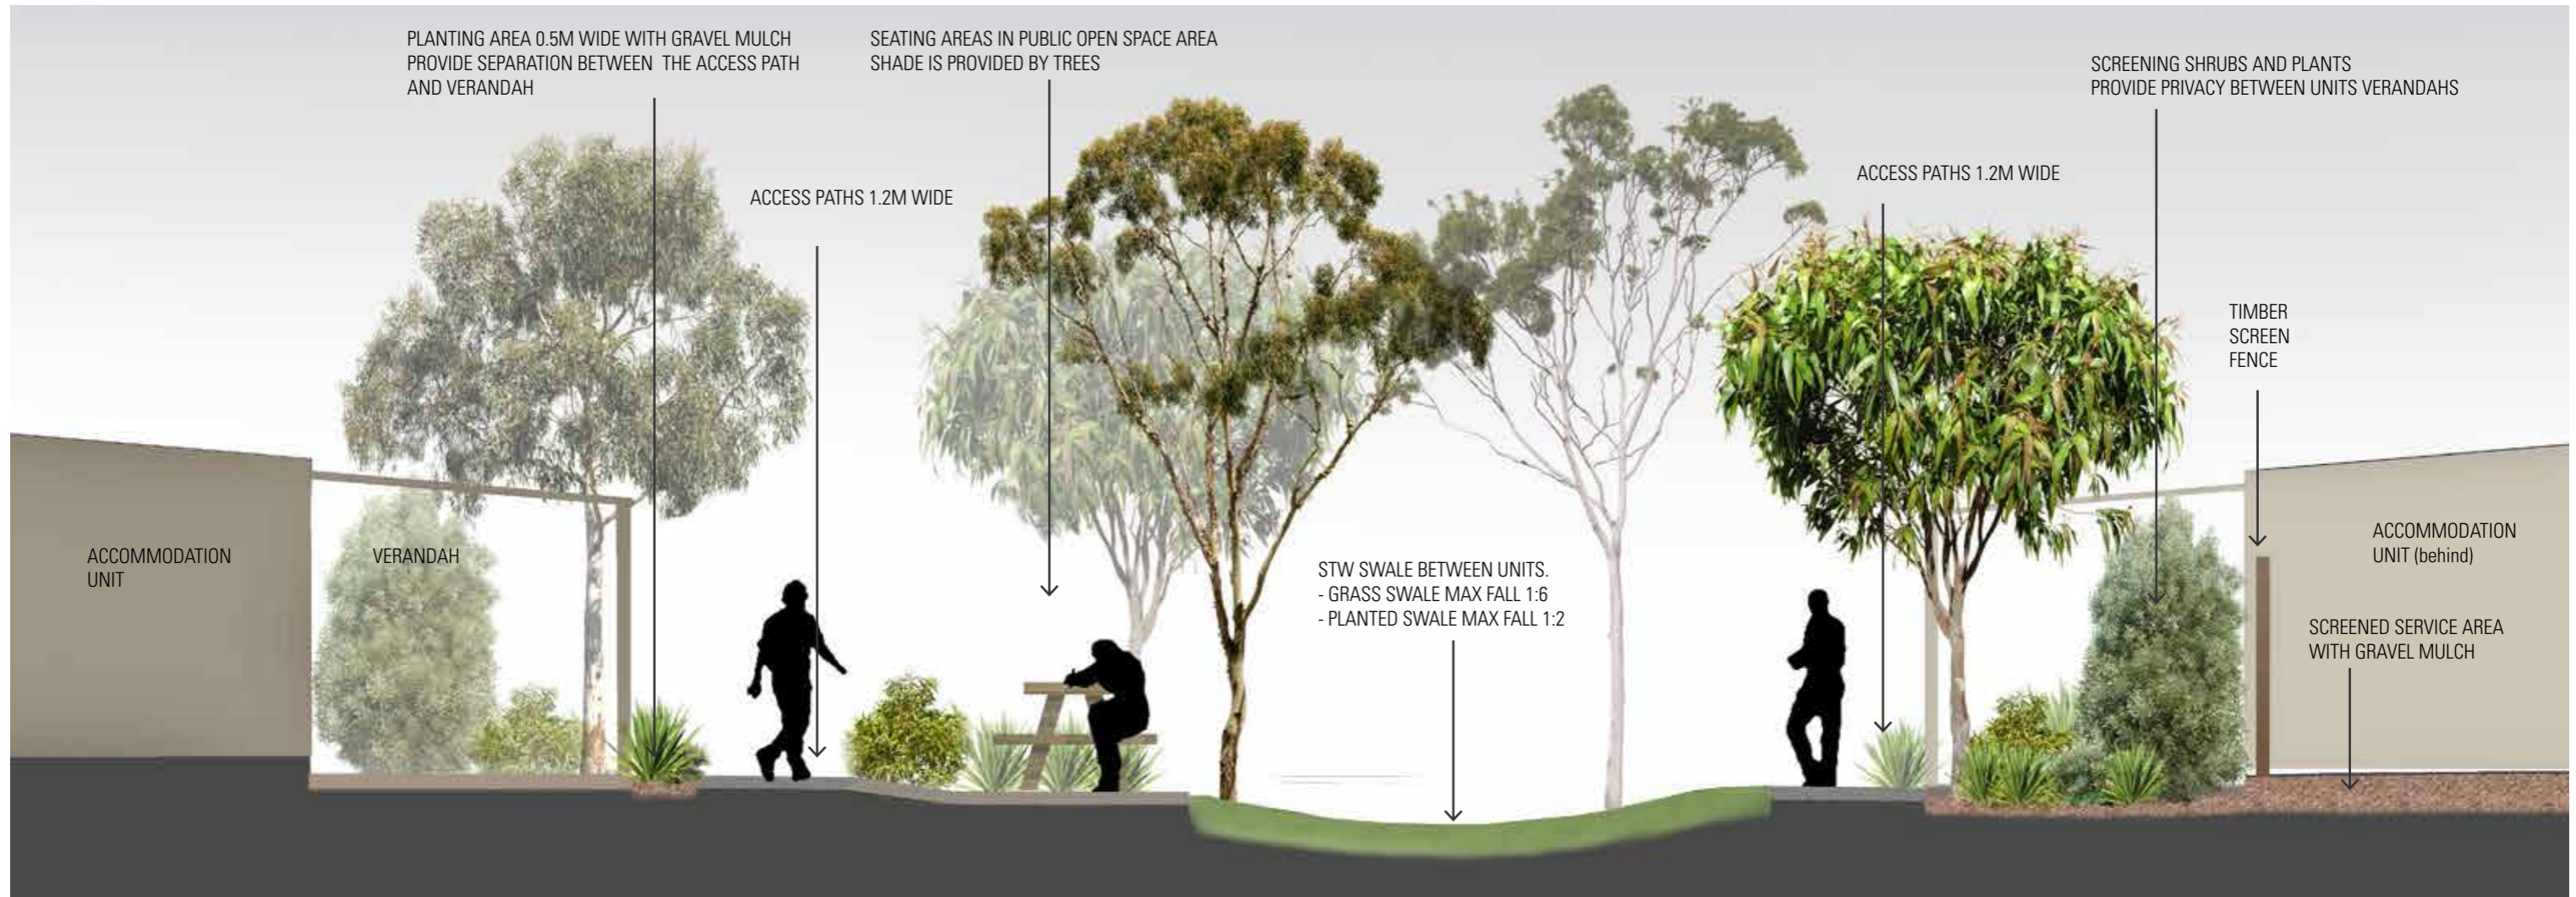 PLANTING AREA 0.5M WIDE WITH GRAVEL MULCH
PROVIDE SEPARATION BETWEEN THE ACCESS PATH
AND VERANDAH
SEATING AREAS IN PUBLIC OPEN SPACE AREA
SHADE IS PROVIDED BY TREES
SCREENING SHRUBS AND PLANTS
PROVIDE PRIVACY BETWEEN UNITS VERANDAHS
ACCESS PATHS 1.2M WIDE
ACCESS PATHS 1.2M WIDE
TIMBER
SCREEN
FENCE
ACCOMMODATION
UNIT
VERANDAH
STW SWALE BETWEEN UNITS.
- GRASS SWALE MAX FALL 1:6
- PLANTED SWALE MAX FALL 1:2
ACCOMMODATION
UNIT (behind)
SCREENED SERVICE AREA
WITH GRAVEL MULCH